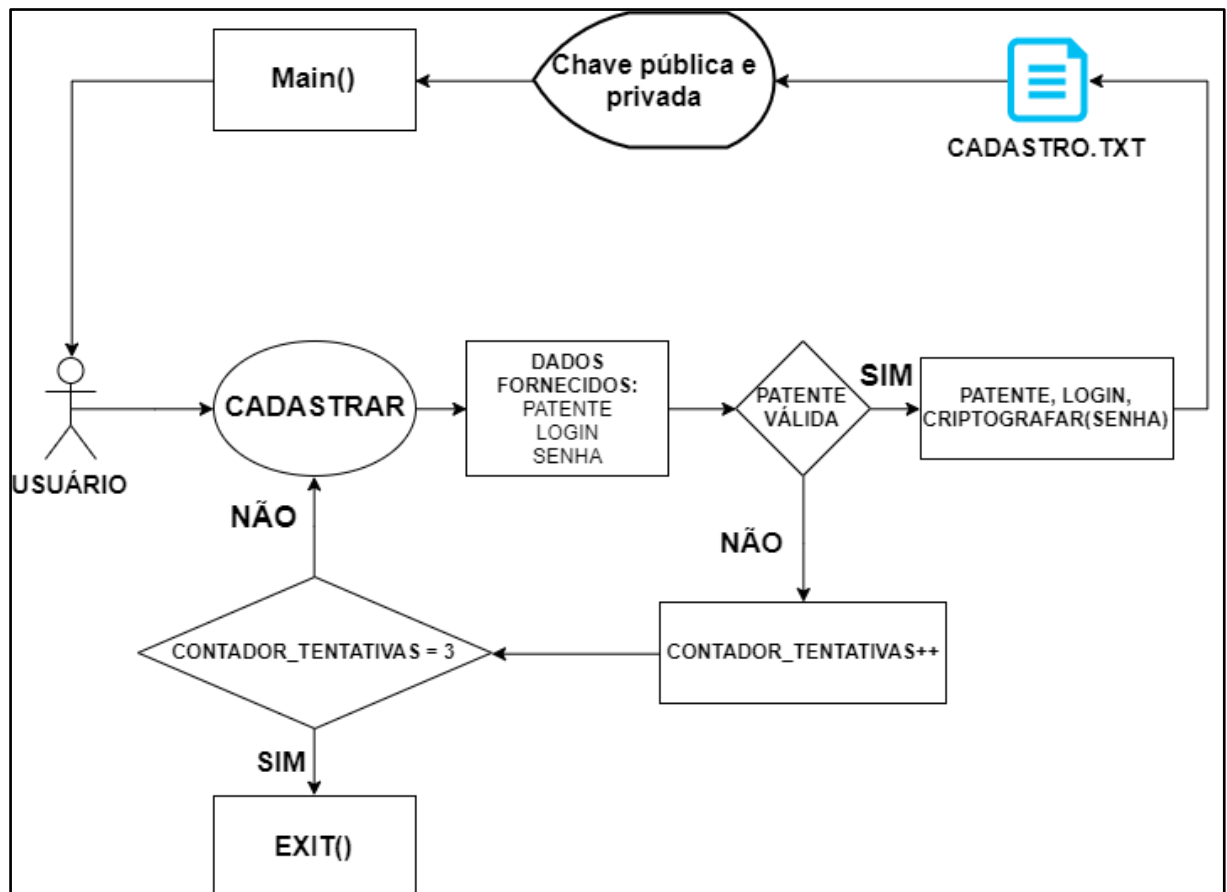 Main()
Chave pública e
privada
CADASTRO.TXT
USUÁRIO
CADASTRAR
DADOS
FORNECIDOS:
PATENTE
LOGIN
SENHA
PATENTE
VÁLIDA
SIM
PATENTE, LOGIN,
CRIPTOGRAFAR(SENHA)
NÃO
NÃO
CONTADOR_TENTATIVAS = 3
CONTADOR_TENTATIVAS++
SIM
EXIT()